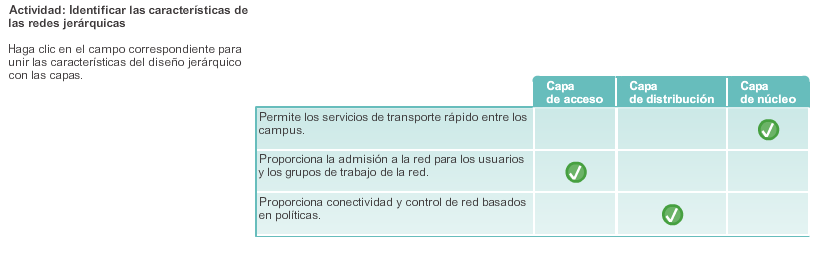 Actividad: Identificar las características de
las redes jerárquicas
Haga clic en el campo correspondiente para
unir las características del diseño jerárquico
con las capas.
Capa
de acceso
Capa
de distribución
Capa
de núcleo
Permite los servicios de transporte rápido entre los
campus.
Proporciona la admisión a la red para los usuarios
y los grupos de trabajo de la red.
Proporciona conectividad y control de red basados
en políticas.